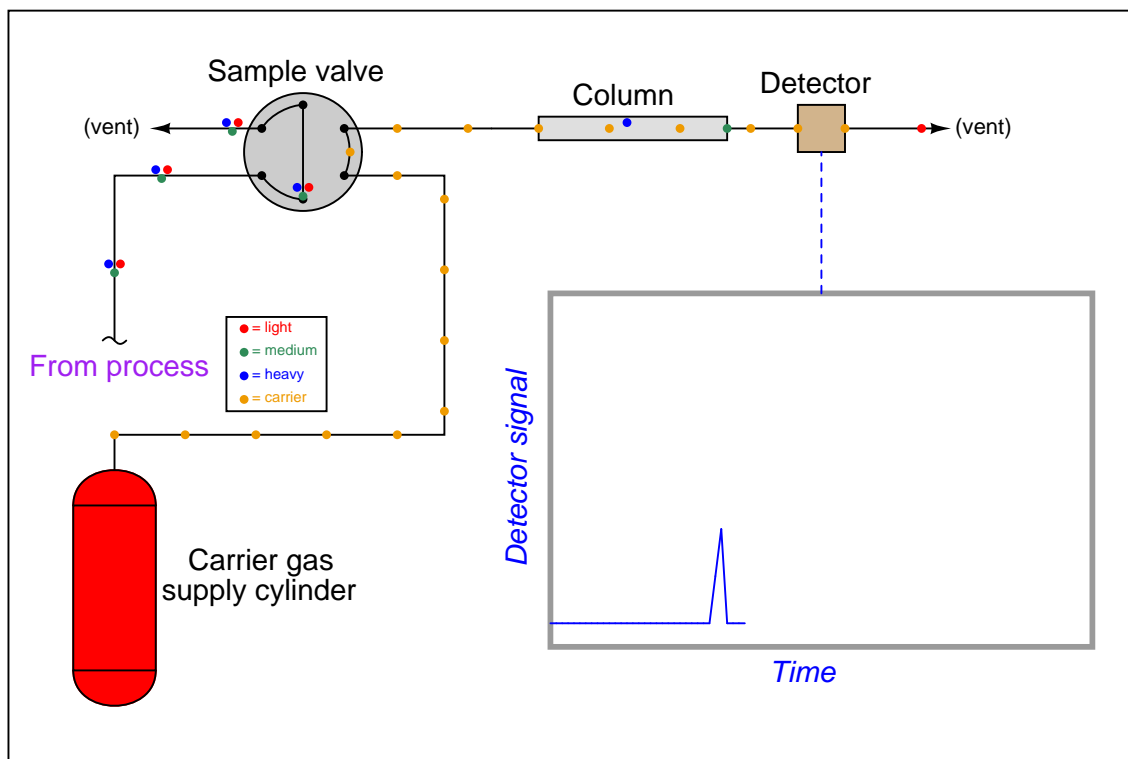 Sample valve
Column
Detector
(vent)
(vent)
= light
= medium
= heavy
= carrier
From process
Detector signal
Carrier gas
supply cylinder
Time